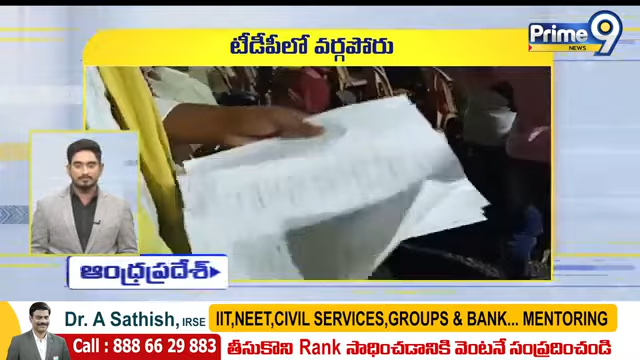 టీడీపీలో వర్గపోరు
Prime9
NEWS
ఆంధ్రప్రదేశ్
Dr. A Sathish, IRSE
IIT,NEET,CIVIL SERVICES,GROUPS & BANK... MENTORING
Call : 888 66 29 883
తీసుకొని Rank సాధించడానికి వెంటనే సంప్రదించండి